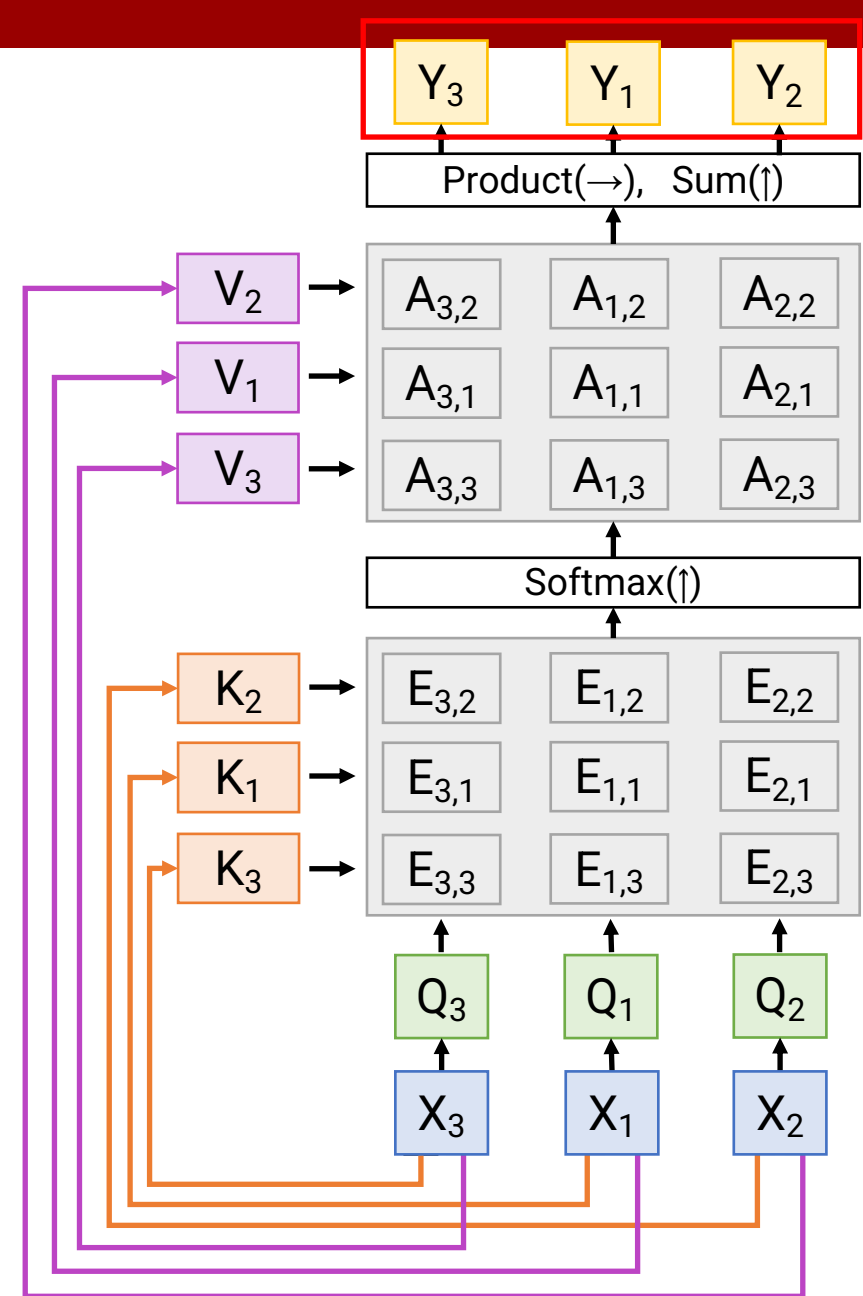 Y₃ Y₁ Y₂
Product(→), Sum(↑)
V₂ A₃,₂ A₁,₂ A₂,₂
V₁ A₃,₁ A₁,₁ A₂,₁
V₃ A₃,₃ A₁,₃ A₂,₃
Softmax(↑)
K₂ E₃,₂ E₁,₂ E₂,₂
K₁ E₃,₁ E₁,₁ E₂,₁
K₃ E₃,₃ E₁,₃ E₂,₃
Q₃ Q₁ Q₂
X₃ X₁ X₂